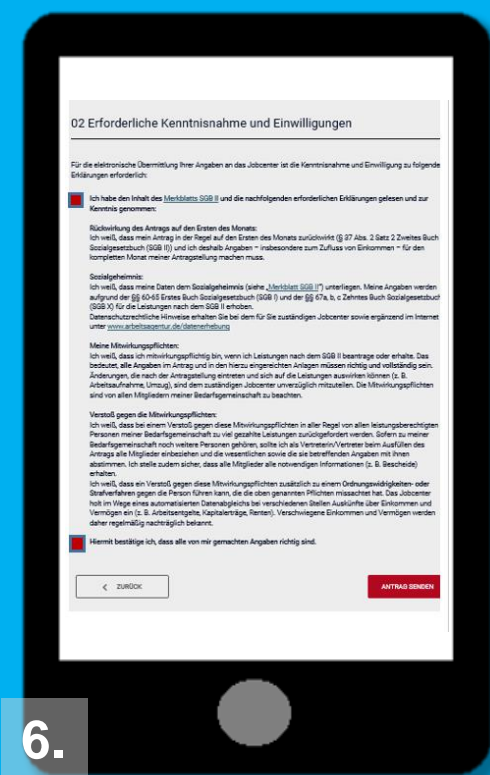 02 Erforderliche Kenntnisnahme und Einwilligungen
Für die elektronische Übermittlung Ihrer Angaben an das Jobcenter ist die Kenntnisnahme und Einwilligung zu folgende
Erklärungen erforderlich:
Ich habe den Inhalt des Merkblatts SGB II und die nachfolgenden erforderlichen Erklärungen gelesen und zur
Kenntnis genommen:
Rückwirkung des Antrags auf den Ersten des Monats:
Ich weiß, dass mein Antrag in der Regel auf den Ersten des Monats zurückwirkt (§ 37 Abs. 2 Satz 2 Zweites Buch
Sozialgesetzbuch (SGB II)) und ich deshalb Angaben – insbesondere zum Zufluss von Einkommen – für den
kompletten Monat meiner Antragstellung machen muss.
Sozialgeheimnis:
Ich weiß, dass meine Daten dem Sozialgeheimnis (siehe „Merkblatt SGB II") unterliegen. Meine Angaben werden
aufgrund der §§ 60-65 Erstes Buch Sozialgesetzbuch (SGB I) und der §§ 67a, b, c Zehntes Buch Sozialgesetzbuch
(SGB X) für die Leistungen nach dem SGB II erhoben.
Datenschutzrechtliche Hinweise erhalten Sie bei dem für Sie zuständigen Jobcenter sowie ergänzend im Internet
unter www.arbeitsagentur.de/datenerhebung
Meine Mitwirkungspflichten:
Ich weiß, dass ich mitwirkungspflichtig bin, wenn ich Leistungen nach dem SGB II beantrage oder erhalte. Das
bedeutet, alle Angaben im Antrag und in den hierzu eingereichten Anlagen müssen richtig und vollständig sein.
Änderungen, die nach der Antragstellung eintreten und sich auf die Leistungen auswirken können (z. B.
Arbeitsaufnahme, Umzug), sind dem zuständigen Jobcenter unverzüglich mitzuteilen. Die Mitwirkungspflichten
sind von allen Mitgliedern meiner Bedarfsgemeinschaft zu beachten.
Verstoß gegen die Mitwirkungspflichten:
Ich weiß, dass bei einem Verstoß gegen diese Mitwirkungspflichten in aller Regel von allen leistungsberechtigten
Personen meiner Bedarfsgemeinschaft zu viel gezahlte Leistungen zurückgefordert werden. Sofern zu meiner
Bedarfsgemeinschaft noch weitere Personen gehören, sollte ich als Vertreterin/Vertreter beim Ausfüllen des
Antrags alle Mitglieder einbeziehen und die wesentlichen sowie die sie betreffenden Angaben mit ihnen
abstimmen. Ich stelle zudem sicher, dass alle Mitglieder alle notwendigen Informationen (z. B. Bescheide)
erhalten.
Ich weiß, dass ein Verstoß gegen diese Mitwirkungspflichten zusätzlich zu einem Ordnungswidrigkeiten- oder
Strafverfahren gegen die Person führen kann, die die oben genannten Pflichten missachtet hat. Das Jobcenter
holt im Wege eines automatisierten Datenabgleichs bei verschiedenen Stellen Auskünfte über Einkommen und
Vermögen ein (z. B. Arbeitsentgelte, Kapitalerträge, Renten). Verschwiegene Einkommen und Vermögen werden
daher regelmäßig nachträglich bekannt.
Hiermit bestätige ich, dass alle von mir gemachten Angaben richtig sind.
ZURÜCK
ANTRAG SENDEN
6.